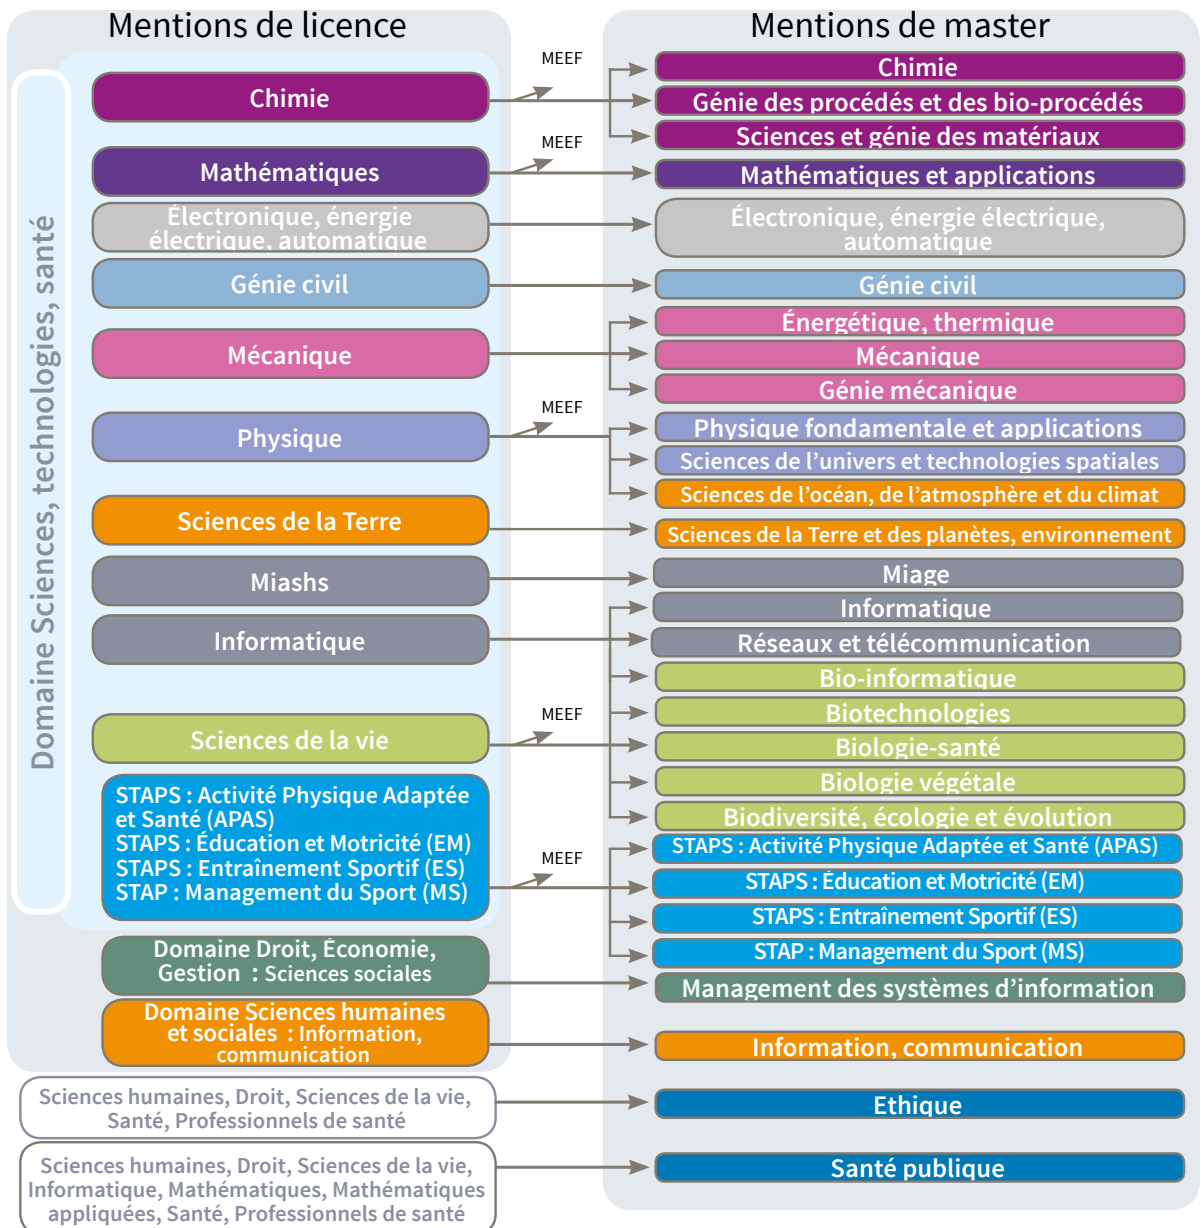 Mentions de licence
Mentions de master
Domaine Sciences, technologies, santé
Chimie
MEEF
Chimie
Génie des procédés et des bio-procédés
Sciences et génie des matériaux
Mathématiques
MEEF
Mathématiques et applications
Électronique, énergie
électrique, automatique
Électronique, énergie électrique,
automatique
Génie civil
Génie civil
Mécanique
Énergétique, thermique
Mécanique
Génie mécanique
Physique
MEEF
Physique fondamentale et applications
Sciences de l'univers et technologies spatiales
Sciences de l'océan, de l'atmosphère et du climat
Sciences de la Terre
Sciences de la Terre et des planètes, environnement
Miashs
Miage
Informatique
Informatique
Réseaux et télécommunication
Bio-informatique
Sciences de la vie
MEEF
Biotechnologies
Biologie-santé
Biologie végétale
Biodiversité, écologie et évolution
STAPS : Activité Physique Adaptée
et Santé (APAS)
STAPS : Éducation et Motricité (EM)
STAPS : Entraînement Sportif (ES)
STAP : Management du Sport (MS)
MEEF
STAPS : Activité Physique Adaptée et Santé (APAS)
STAPS : Éducation et Motricité (EM)
STAPS : Entraînement Sportif (ES)
STAP : Management du Sport (MS)
Domaine Droit, Économie,
Gestion : Sciences sociales
Management des systèmes d'information
Domaine Sciences humaines
et sociales : Information,
communication
Information, communication
Sciences humaines, Droit, Sciences de la vie,
Santé, Professionnels de santé
Ethique
Sciences humaines, Droit, Sciences de la vie,
Informatique, Mathématiques, Mathématiques
appliquées, Santé, Professionnels de santé
Santé publique